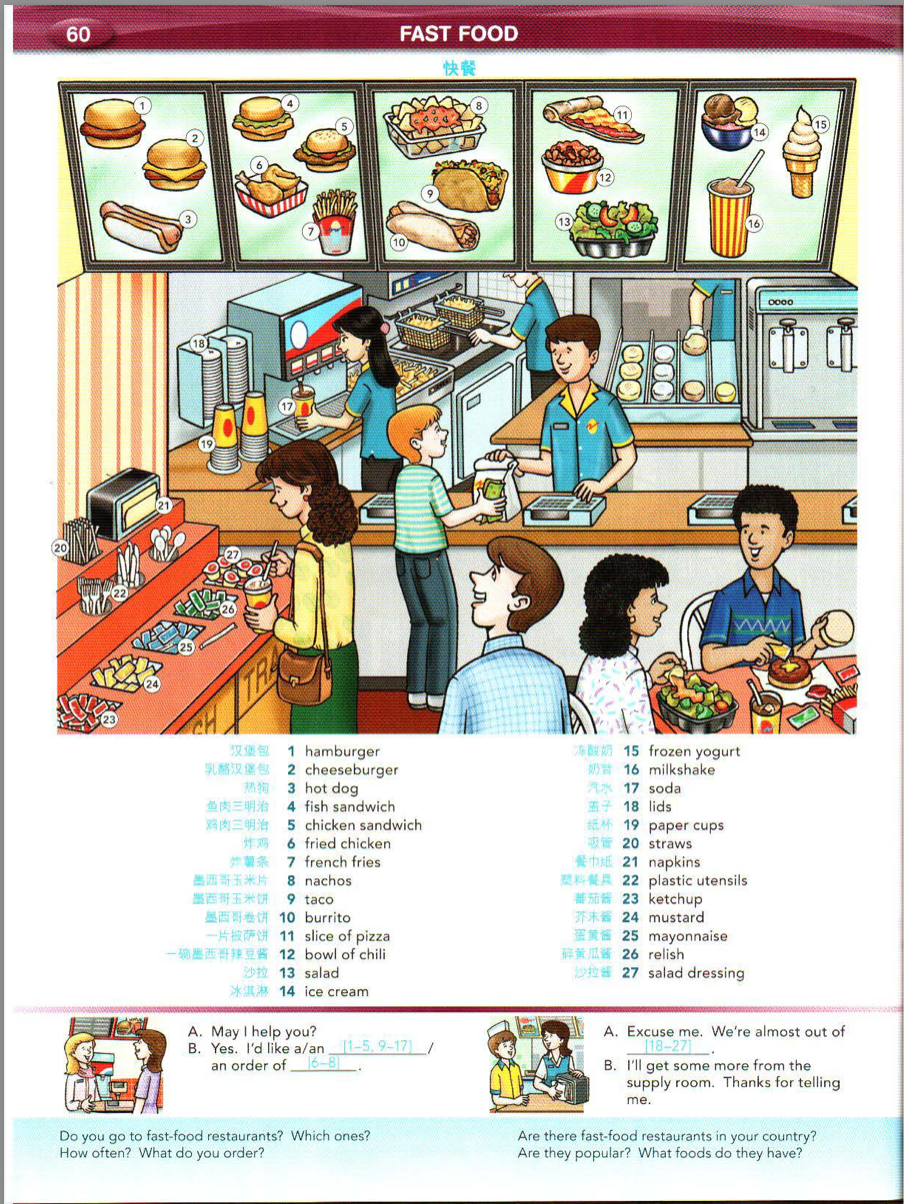 60
FAST FOOD
快餐
1
2
3
4
5
6
7
8
9
10
11
12
13
14
15
16
17
18
19
20
21
22
23
24
25
26
27
TRA
汉堡包 1 hamburger
乳酪汉堡包 2 cheeseburger
热狗 3 hot dog
鱼肉三明治 4 fish sandwich
鸡肉三明治 5 chicken sandwich
炸鸡 6 fried chicken
炸薯条 7 french fries
墨西哥玉米片 8 nachos
墨西哥玉米饼 9 taco
墨西哥卷饼 10 burrito
一片披萨饼 11 slice of pizza
一碗墨西哥辣豆酱 12 bowl of chili
沙拉 13 salad
冰淇淋 14 ice cream
冻酸奶 15 frozen yogurt
奶昔 16 milkshake
汽水 17 soda
盖子 18 lids
纸杯 19 paper cups
吸管 20 straws
餐巾纸 21 napkins
塑料餐具 22 plastic utensils
蕃茄酱 23 ketchup
芥末酱 24 mustard
蛋黄酱 25 mayonnaise
碎黄瓜酱 26 relish
沙拉酱 27 salad dressing
A. May I help you?
B. Yes. I'd like a/an [1–5, 9–17] /
an order of [6–8] .
A. Excuse me. We're almost out of
[18–27] .
B. I'll get some more from the
supply room. Thanks for telling
me.
Do you go to fast-food restaurants? Which ones?
How often? What do you order?
Are there fast-food restaurants in your country?
Are they popular? What foods do they have?